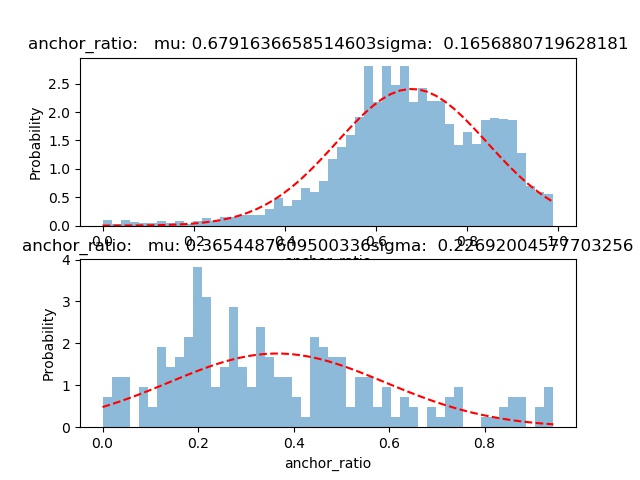 anchor_ratio:   mu: 0.6791636658514603sigma:  0.1656880719628181
Probability
2.5
2.0
1.5
1.0
0.5
0.0
0.0 0.2 0.4 0.6 0.8 1.0
anchor_ratio
anchor_ratio:   mu: 0.3654487609500336sigma:  0.22692004577703256
Probability
4
3
2
1
0
0.0 0.2 0.4 0.6 0.8
anchor_ratio